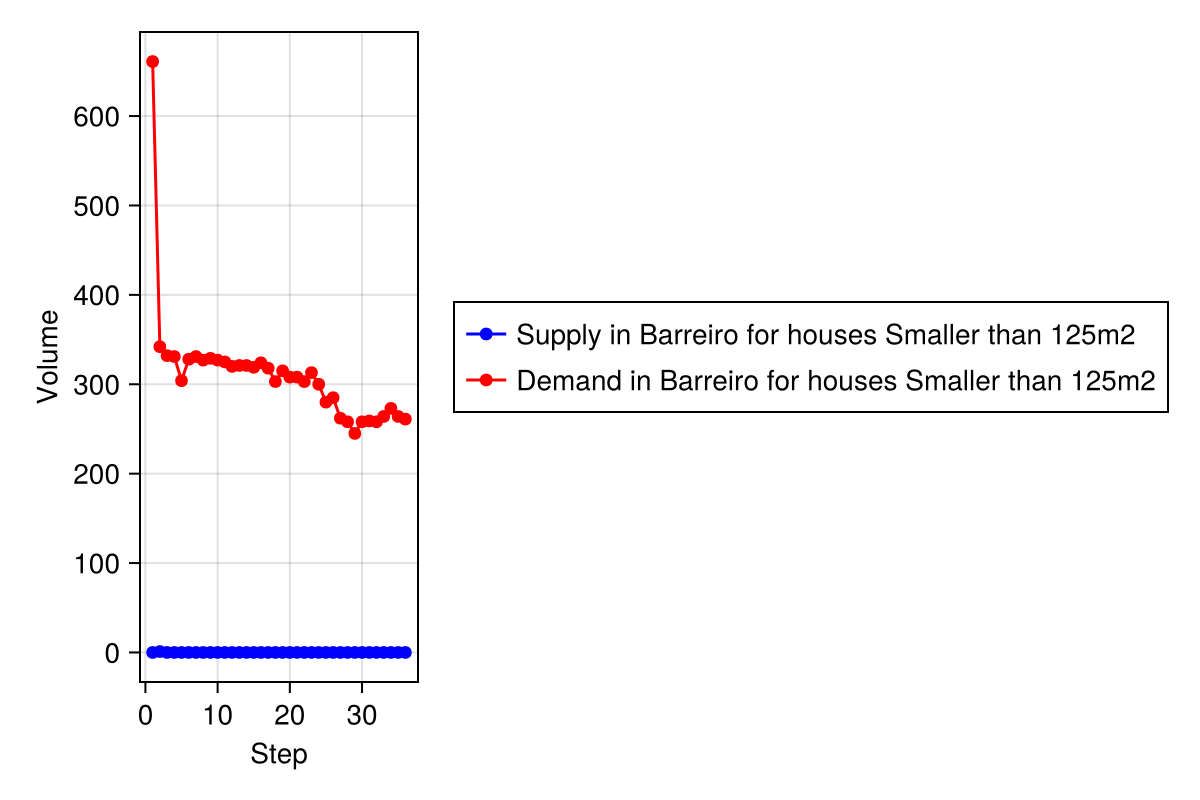 Volume
600
500
400
300
200
100
0
0 10 20 30
Step
Supply in Barreiro for houses Smaller than 125m2
Demand in Barreiro for houses Smaller than 125m2